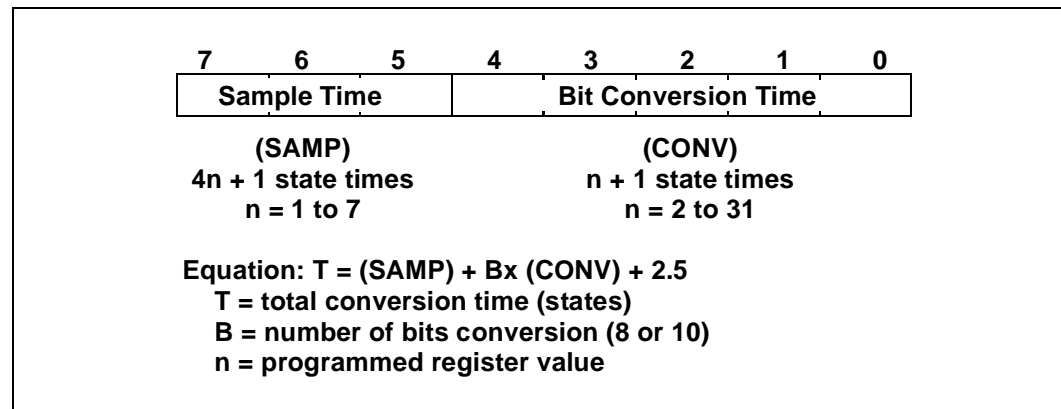 7 6 5 4 3 2 1 0
Sample Time Bit Conversion Time
(SAMP) (CONV)
4n + 1 state times n + 1 state times
n = 1 to 7 n = 2 to 31
Equation: T = (SAMP) + Bx (CONV) + 2.5
T = total conversion time (states)
B = number of bits conversion (8 or 10)
n = programmed register value